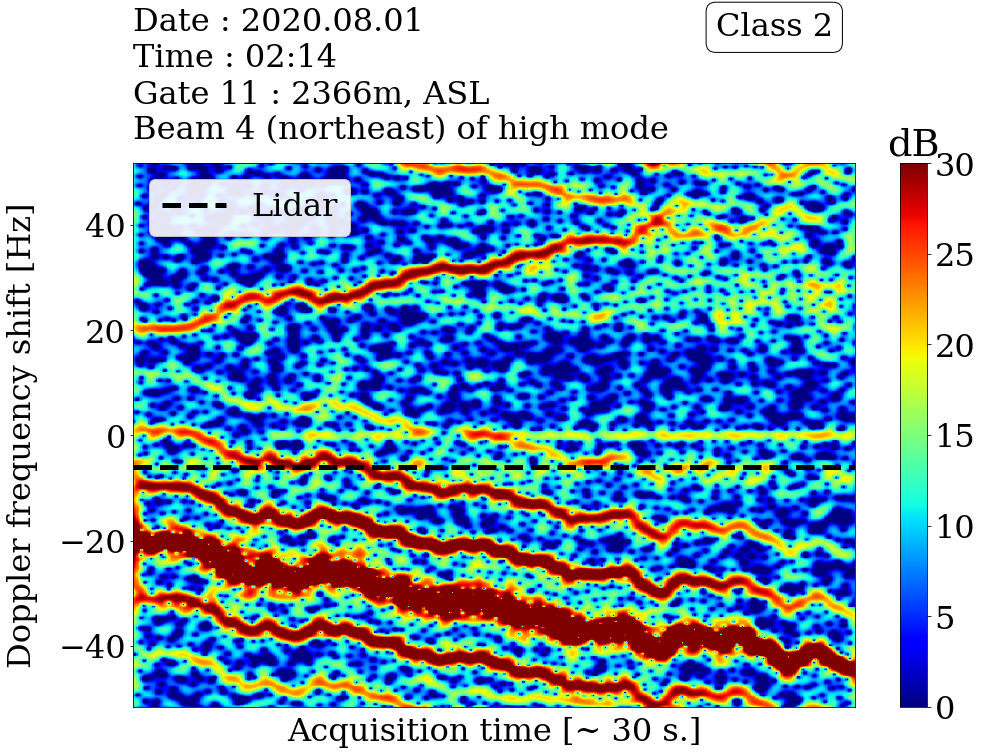 Date : 2020.08.01
Time : 02:14
Gate 11 : 2366m, ASL
Beam 4 (northeast) of high mode
Class 2
dB
Lidar
Doppler frequency shift [Hz]
40
20
0
−20
−40
30
25
20
15
10
5
0
Acquisition time [~ 30 s.]